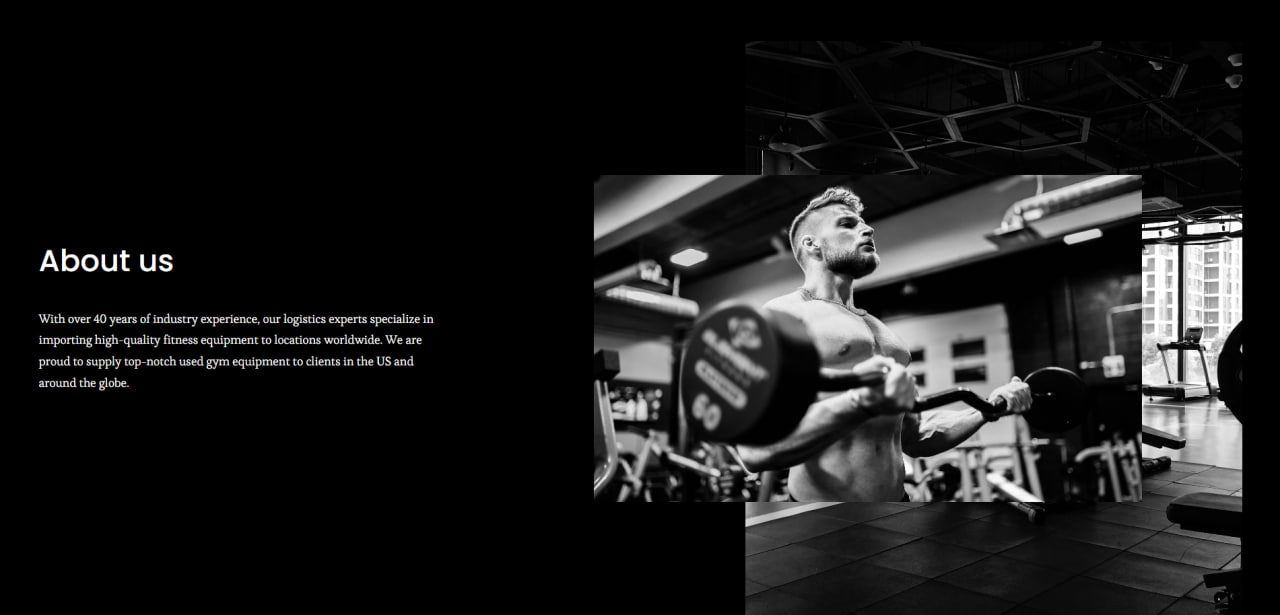 About us
With over 40 years of industry experience, our logistics experts specialize in
importing high-quality fitness equipment to locations worldwide. We are
proud to supply top-notch used gym equipment to clients in the US and
around the globe.
60